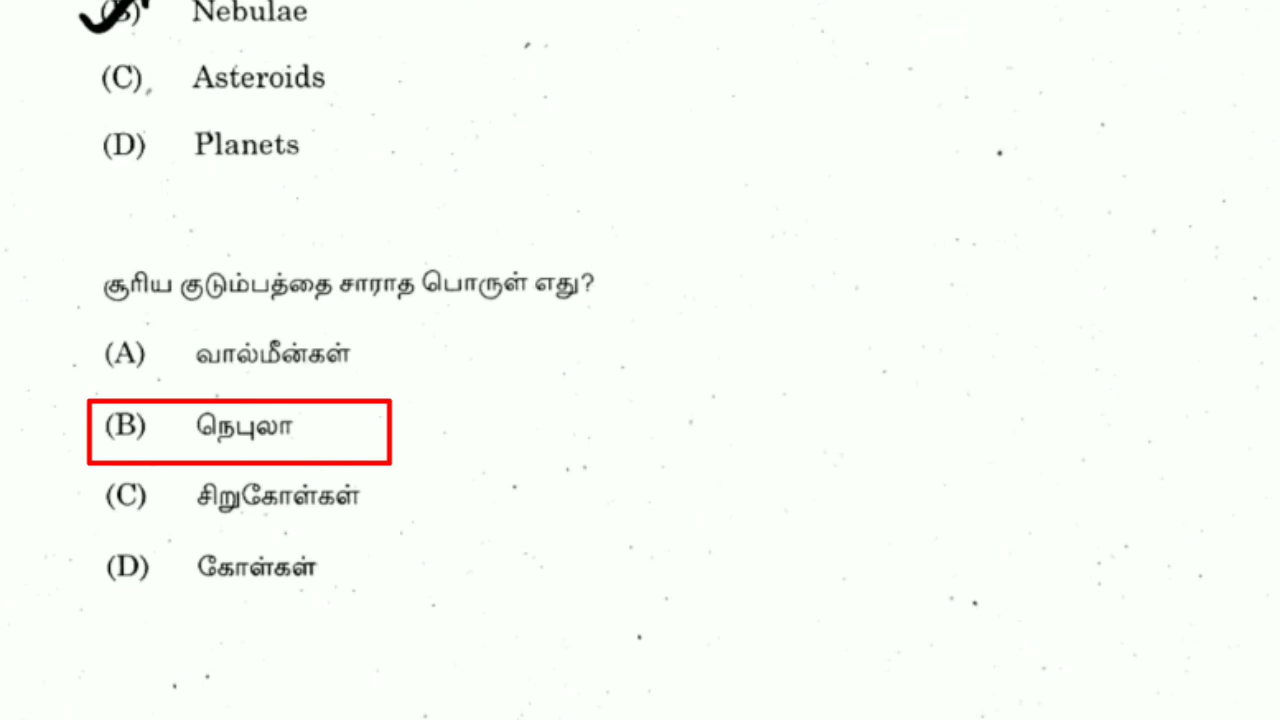 (B) Nebulae
(C) Asteroids
(D) Planets
சூரிய குடும்பத்தை சாராத பொருள் எது?
(A) வால்மீன்கள்
(B) நெபுலா
(C) சிறுகோள்கள்
(D) கோள்கள்